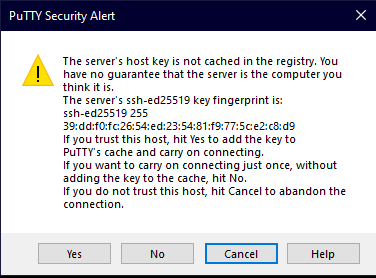 PuTTY Security Alert
The server's host key is not cached in the registry. You
have no guarantee that the server is the computer you
think it is.
The server's ssh-ed25519 key fingerprint is:
ssh-ed25519 255
39:dd:f0:fc:26:54:ed:23:54:81:f9:77:5c:e2:c8:d9
If you trust this host, hit Yes to add the key to
PuTTY's cache and carry on connecting.
If you want to carry on connecting just once, without
adding the key to the cache, hit No.
If you do not trust this host, hit Cancel to abandon the
connection.
Yes No Cancel Help